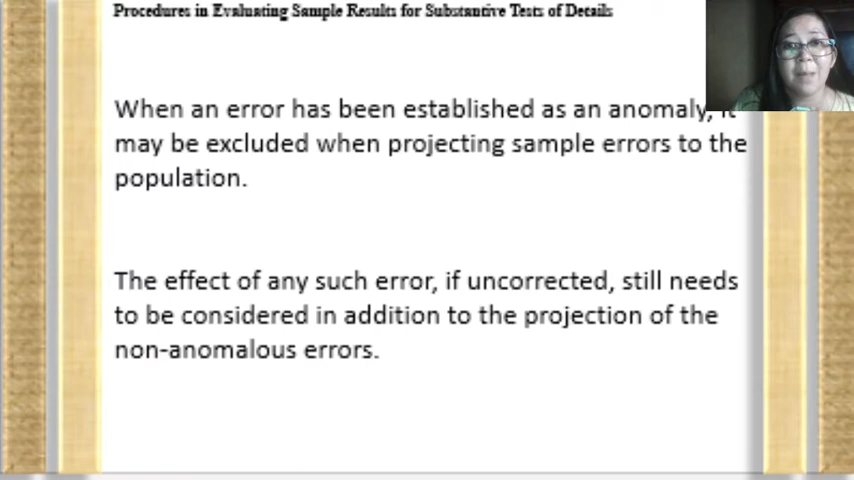 Procedures in Evaluating Sample Results for Substantive Tests of Details
When an error has been established as an anomaly, it
may be excluded when projecting sample errors to the
population.
The effect of any such error, if uncorrected, still needs
to be considered in addition to the projection of the
non-anomalous errors.